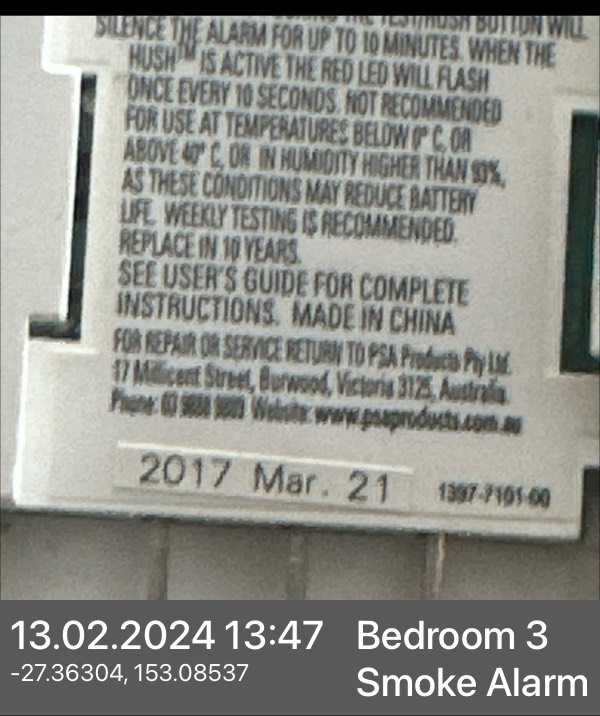 SILENCE THE ALARM FOR UP TO 10 MINUTES. WHEN THE
HUSH™ IS ACTIVE THE RED LED WILL FLASH
ONCE EVERY 10 SECONDS. NOT RECOMMENDED
FOR USE AT TEMPERATURES BELOW 0° C, OR
ABOVE 40° C, OR IN HUMIDITY HIGHER THAN 93%,
AS THESE CONDITIONS MAY REDUCE BATTERY
LIFE. WEEKLY TESTING IS RECOMMENDED.
REPLACE IN 10 YEARS.
SEE USER'S GUIDE FOR COMPLETE
INSTRUCTIONS. MADE IN CHINA
FOR REPAIR OR SERVICE RETURN TO PSA Products Pty Ltd.
17 Millicent Street, Burwood, Victoria 3125, Australia.
Phone: 03 Website: www.psaproducts.com.au
2017 Mar. 21
1397-7101-00
13.02.2024 13:47
-27.36304, 153.08537
Bedroom 3
Smoke Alarm